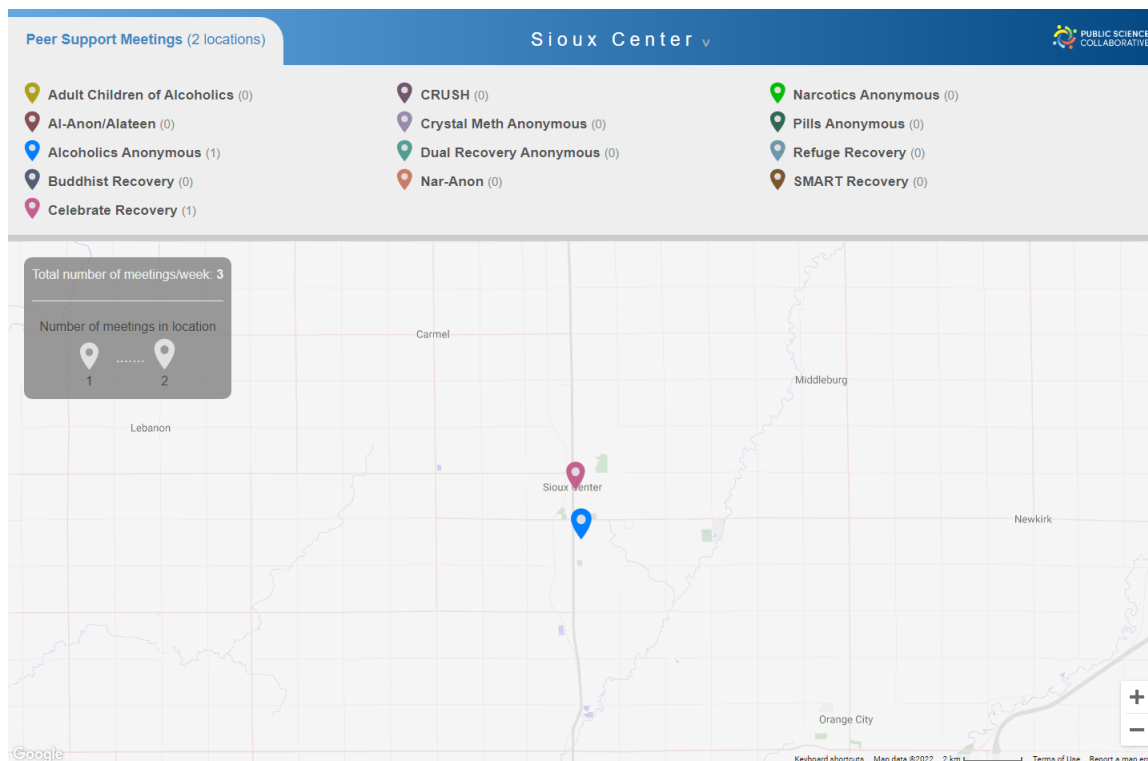 Peer Support Meetings (2 locations)
Sioux Center v
PUBLIC SCIENCE
COLLABORATIVE
Adult Children of Alcoholics (0)
Al-Anon/Alateen (0)
Alcoholics Anonymous (1)
Buddhist Recovery (0)
Celebrate Recovery (1)
CRUSH (0)
Crystal Meth Anonymous (0)
Dual Recovery Anonymous (0)
Nar-Anon (0)
Narcotics Anonymous (0)
Pills Anonymous (0)
Refuge Recovery (0)
SMART Recovery (0)
Total number of meetings/week: 3
Number of meetings in location
1 ....... 2
Carmel
Middleburg
Lebanon
Sioux Center
Newkirk
Orange City
+
−
Google
Keyboard shortcuts Map data ©2022 2 km Terms of Use Report a map